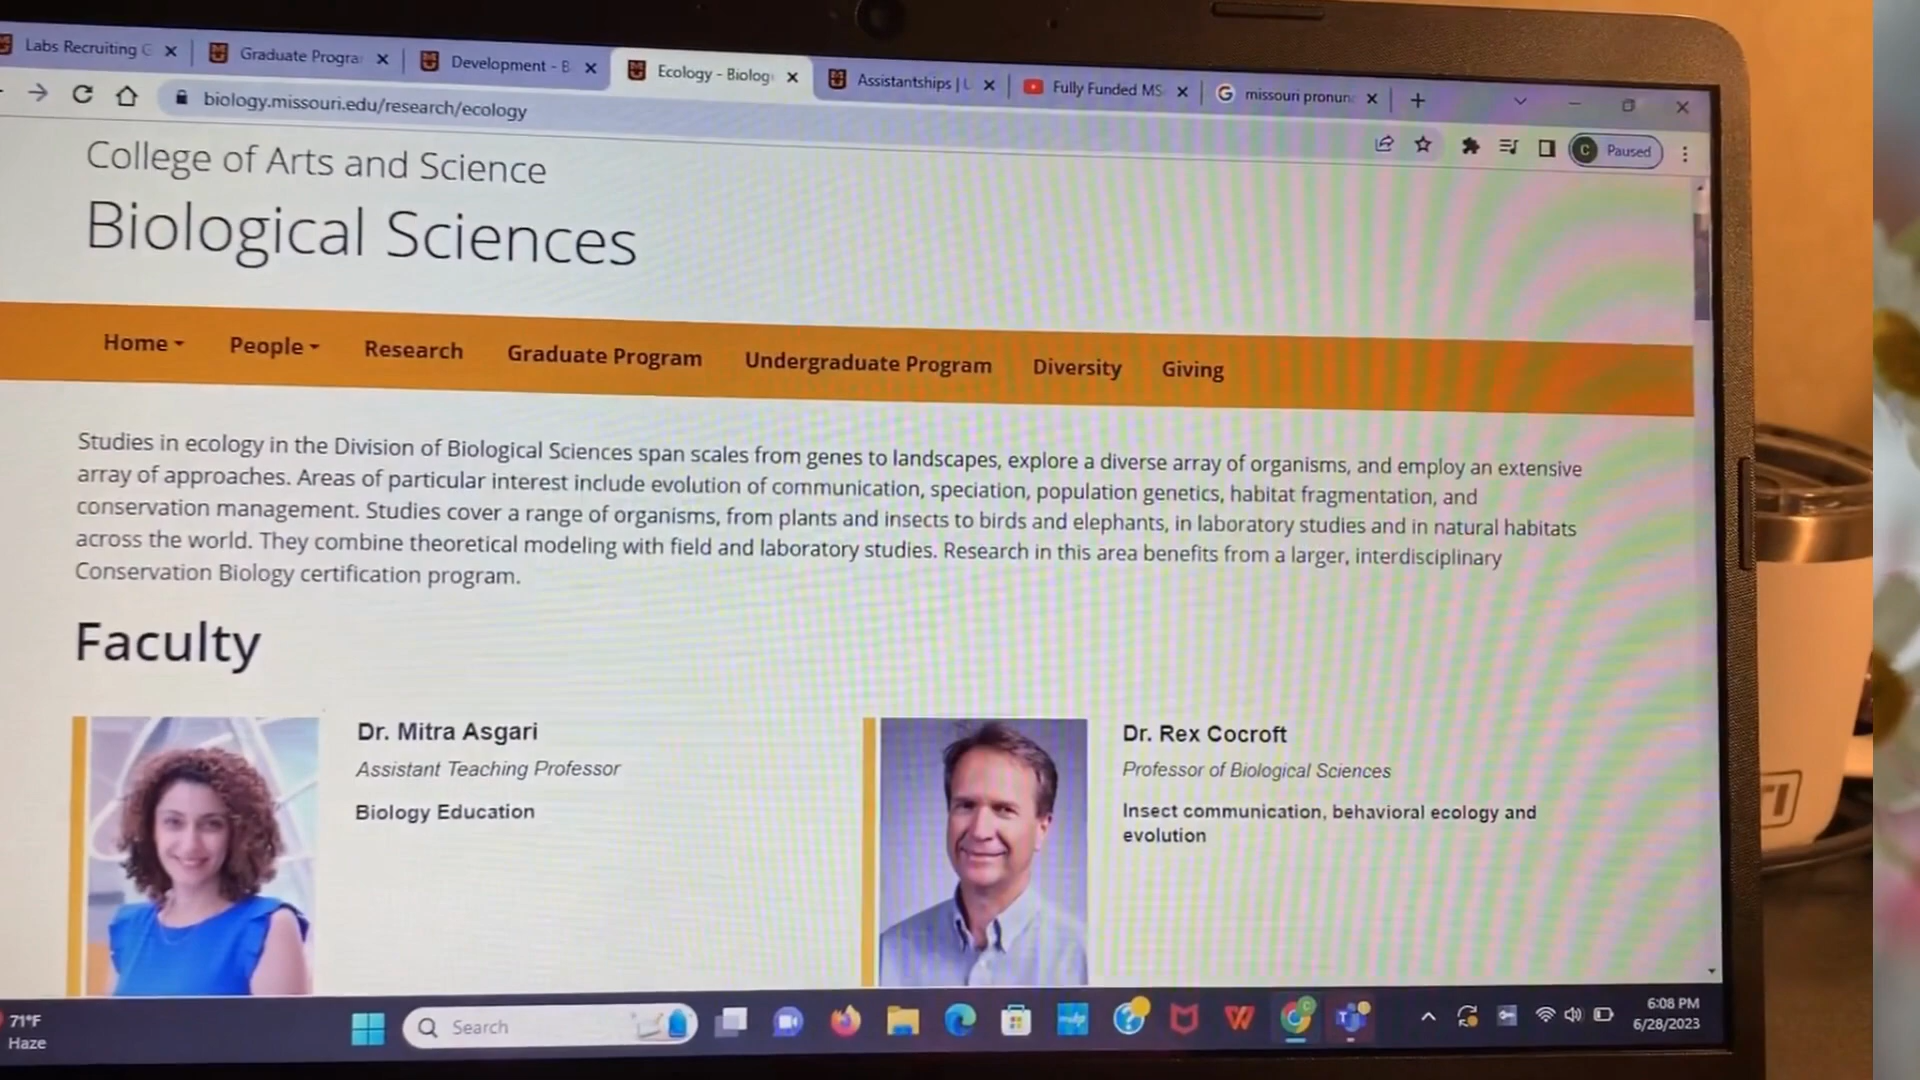 Labs Recruiting
Graduate Progra
Development - B
Ecology - Biolog
Assistantships |
Fully Funded MS
missouri pronun
biology.missouri.edu/research/ecology
C
Paused
College of Arts and Science
Biological Sciences
Home
People
Research
Graduate Program
Undergraduate Program
Diversity
Giving
Studies in ecology in the Division of Biological Sciences span scales from genes to landscapes, explore a diverse array of organisms, and employ an extensive
array of approaches. Areas of particular interest include evolution of communication, speciation, population genetics, habitat fragmentation, and
conservation management. Studies cover a range of organisms, from plants and insects to birds and elephants, in laboratory studies and in natural habitats
across the world. They combine theoretical modeling with field and laboratory studies. Research in this area benefits from a larger, interdisciplinary
Conservation Biology certification program.
Faculty
Dr. Mitra Asgari
Assistant Teaching Professor
Biology Education
Dr. Rex Cocroft
Professor of Biological Sciences
Insect communication, behavioral ecology and
evolution
71°F
Haze
Search
6:08 PM
6/28/2023